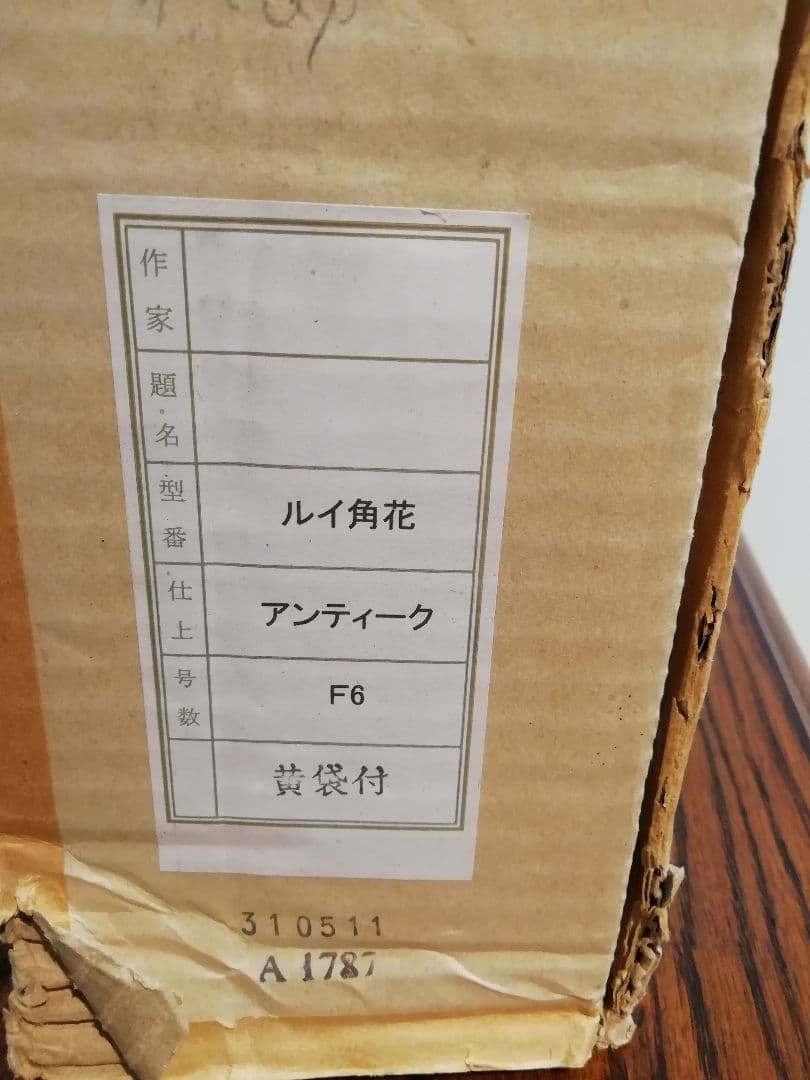 作家
題名
型番 ルイ角花
仕上 アンティーク
号数 F6
黄袋付
310511
A 1787